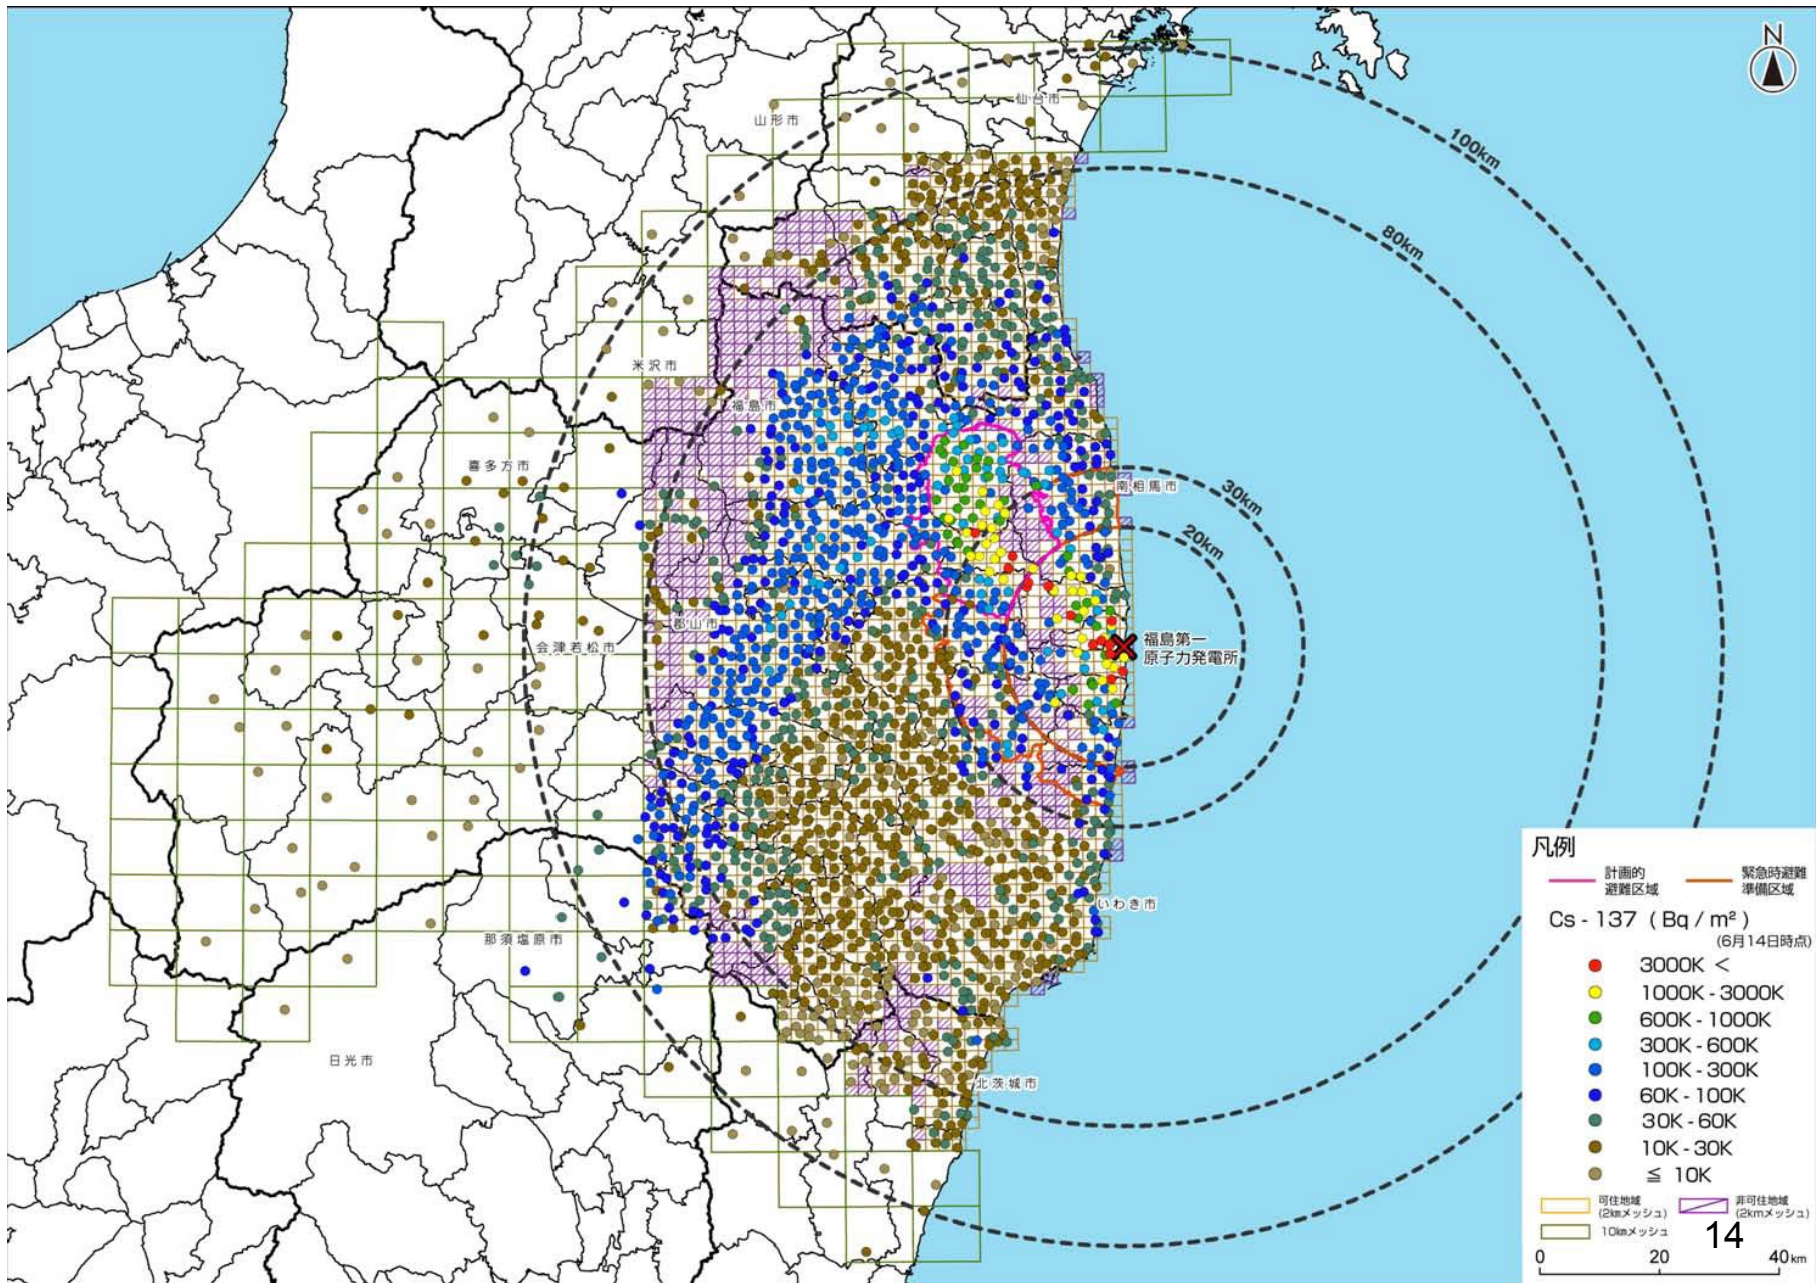 N
仙台市
山形市
100km
80km
米沢市
福島市
喜多方市
南相馬市
30km
20km
郡山市
会津若松市
福島第一
原子力発電所
いわき市
那須塩原市
日光市
北茨城市
凡例
計画的
避難区域
緊急時避難
準備区域
Cs - 137 ( Bq / m² )
(6月14日時点)
3000K <
1000K - 3000K
600K - 1000K
300K - 600K
100K - 300K
60K - 100K
30K - 60K
10K - 30K
≦ 10K
可住地域
(2kmメッシュ)
非可住地域
(2kmメッシュ)
10kmメッシュ
14
0 20 40km